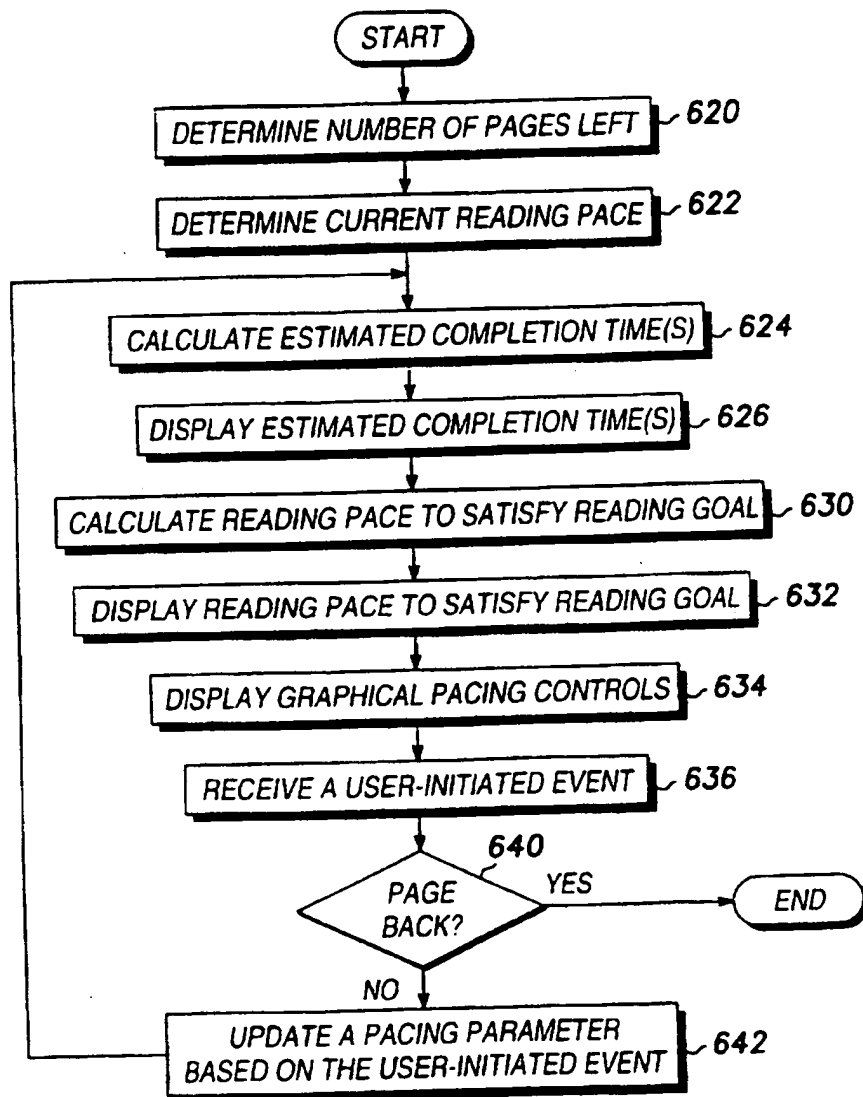 START
DETERMINE NUMBER OF PAGES LEFT 620
DETERMINE CURRENT READING PACE 622
CALCULATE ESTIMATED COMPLETION TIME(S) 624
DISPLAY ESTIMATED COMPLETION TIME(S) 626
CALCULATE READING PACE TO SATISFY READING GOAL 630
DISPLAY READING PACE TO SATISFY READING GOAL 632
DISPLAY GRAPHICAL PACING CONTROLS 634
RECEIVE A USER-INITIATED EVENT 636
640
PAGE
BACK?
YES
END
NO
UPDATE A PACING PARAMETER
BASED ON THE USER-INITIATED EVENT 642